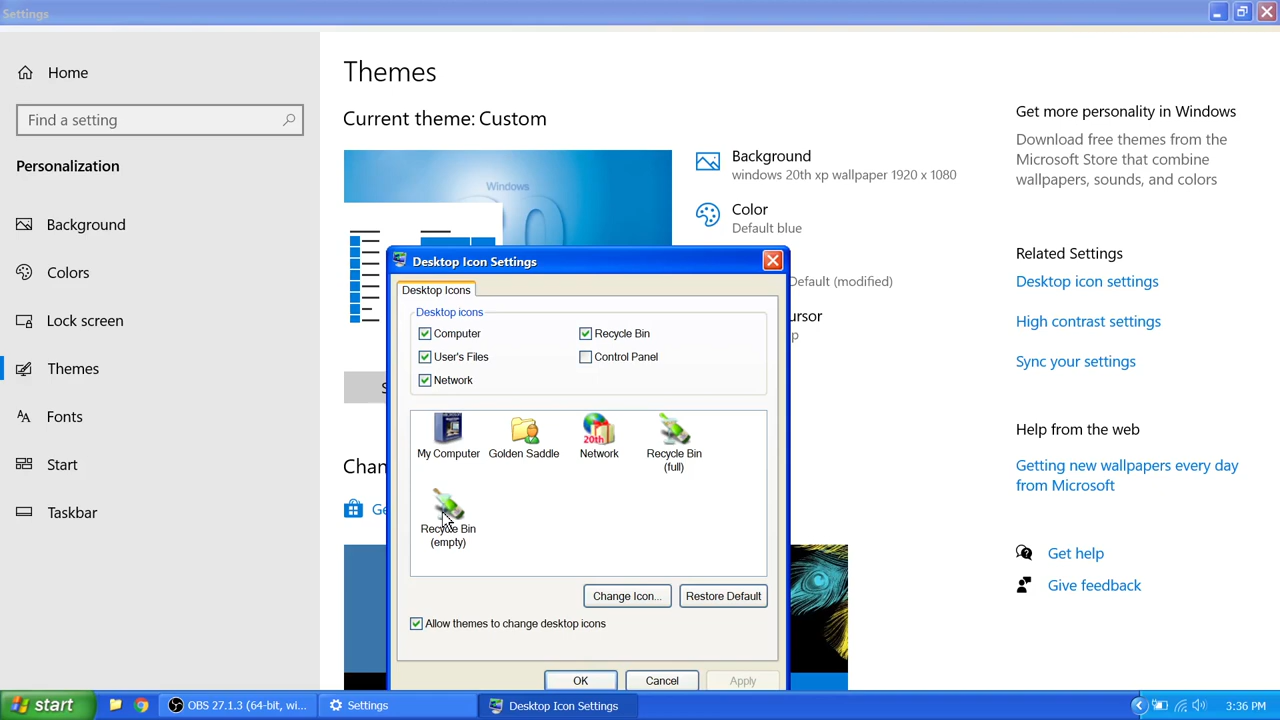 Settings
Home
Find a setting
Personalization
Background
Colors
Lock screen
Themes
Fonts
Start
Taskbar
Themes
Current theme: Custom
Windows
Background
windows 20th xp wallpaper 1920 x 1080
Color
Default blue
Default (modified)
Get more personality in Windows
Download free themes from the
Microsoft Store that combine
wallpapers, sounds, and colors
Related Settings
Desktop icon settings
High contrast settings
Sync your settings
Help from the web
Getting new wallpapers every day
from Microsoft
Get help
Give feedback
Desktop Icon Settings
Desktop Icons
Desktop icons
Computer
Recycle Bin
User's Files
Control Panel
Network
My Computer
Golden Saddle
20th
Network
Recycle Bin
(full)
Recycle Bin
(empty)
Change Icon...
Restore Default
Allow themes to change desktop icons
OK
Cancel
Apply
start
OBS 27.1.3 (64-bit, wi...
Settings
Desktop Icon Settings
3:36 PM